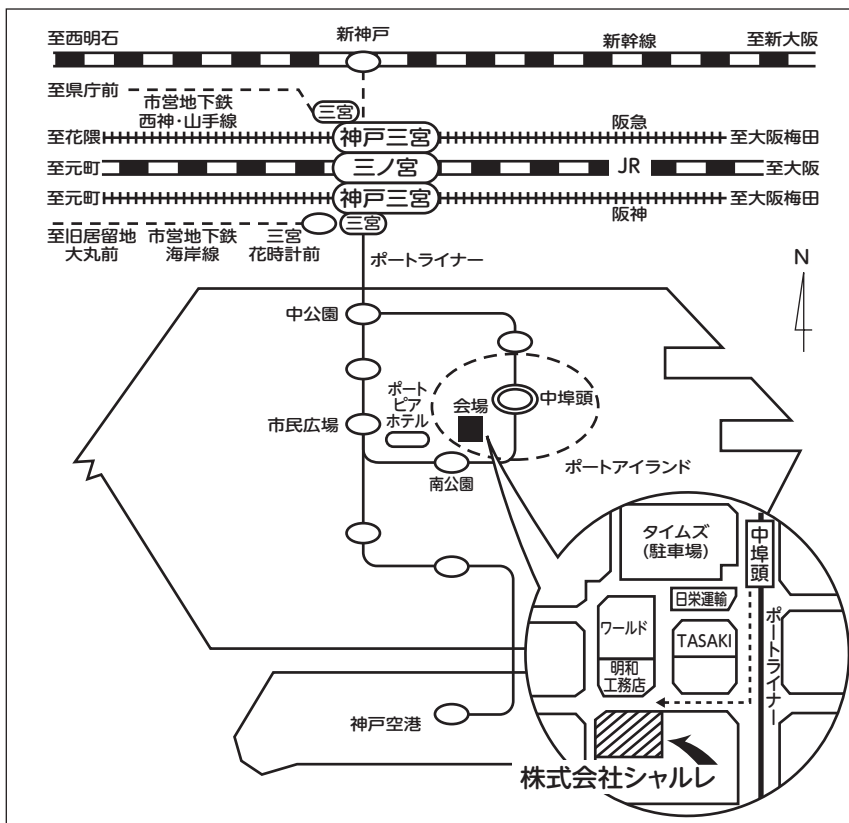 新神戸
至西明石
新幹線
至新大阪
至県庁前
市営地下鉄
西神・山手線
三宮
至花隈
神戸三宮
阪急
至大阪梅田
至元町
三ノ宮
JR
至大阪
至元町
神戸三宮
阪神
至大阪梅田
三宮
至旧居留地
大丸前
市営地下鉄
海岸線
三宮
花時計前
ポートライナー
N
中公園
ポート
ピア
ホテル
会場
中埠頭
市民広場
南公園
ポートアイランド
タイムズ
(駐車場)
中埠頭
日栄運輸
ワールド
TASAKI
明和
工務店
ポートライナー
神戸空港
株式会社シャルレ